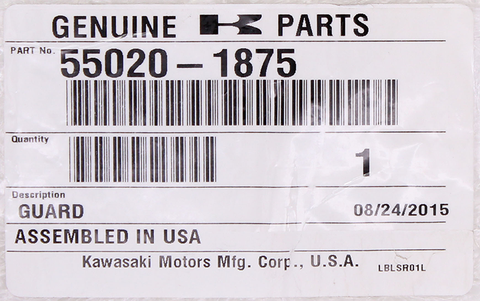 GENUINE K PARTS
PART No. 55020-1875
Quantity 1
Description
GUARD 08/24/2015
ASSEMBLED IN USA
Kawasaki Motors Mfg. Corp., U.S.A. LBLSR01L